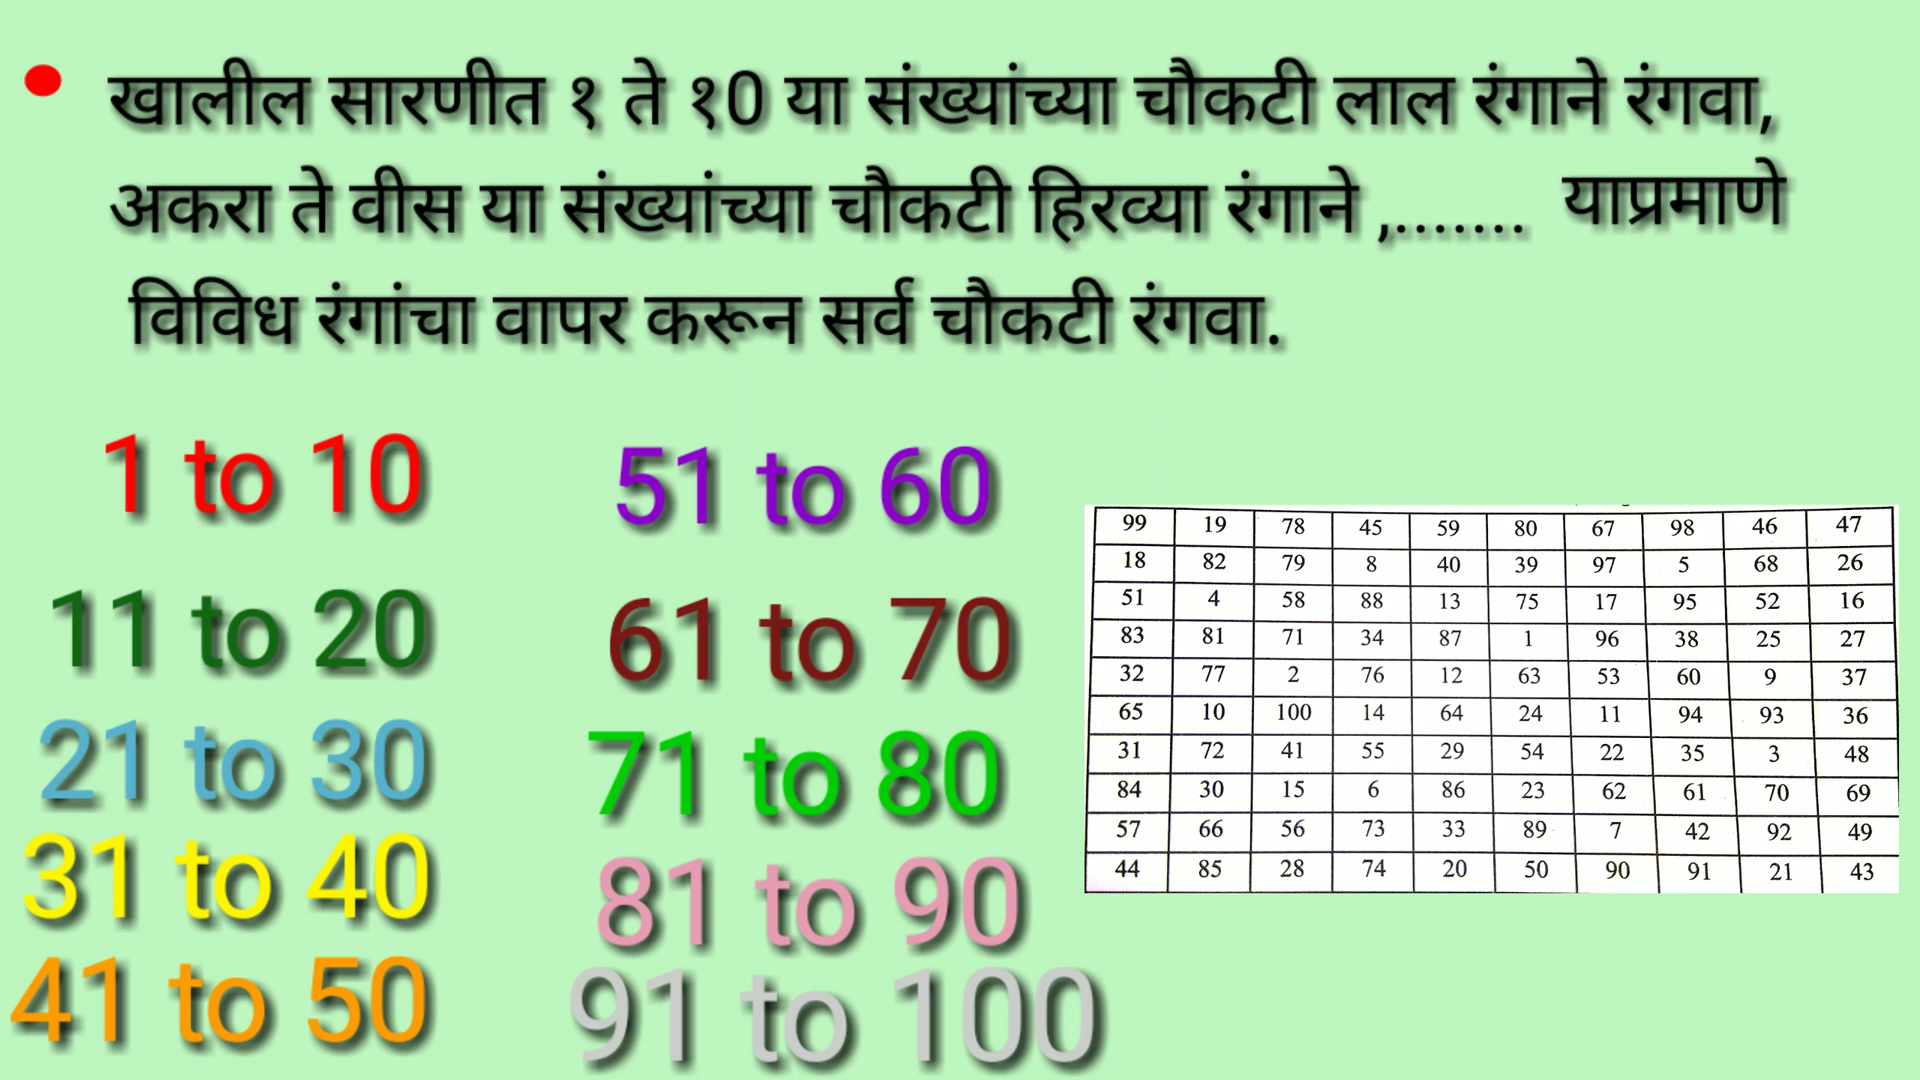 खालील सारणीत १ ते १0 या संख्यांच्या चौकटी लाल रंगाने रंगवा,
अकरा ते वीस या संख्यांच्या चौकटी हिरव्या रंगाने ,....... याप्रमाणे
विविध रंगांचा वापर करून सर्व चौकटी रंगवा.
1 to 10
11 to 20
21 to 30
31 to 40
41 to 50
51 to 60
61 to 70
71 to 80
81 to 90
91 to 100
99 19 78 45 59 80 67 98 46 47
18 82 79 8 40 39 97 5 68 26
51 4 58 88 13 75 17 95 52 16
83 81 71 34 87 1 96 38 25 27
32 77 2 76 12 63 53 60 9 37
65 10 100 14 64 24 11 94 93 36
31 72 41 55 29 54 22 35 3 48
84 30 15 6 86 23 62 61 70 69
57 66 56 73 33 89 7 42 92 49
44 85 28 74 20 50 90 91 21 43